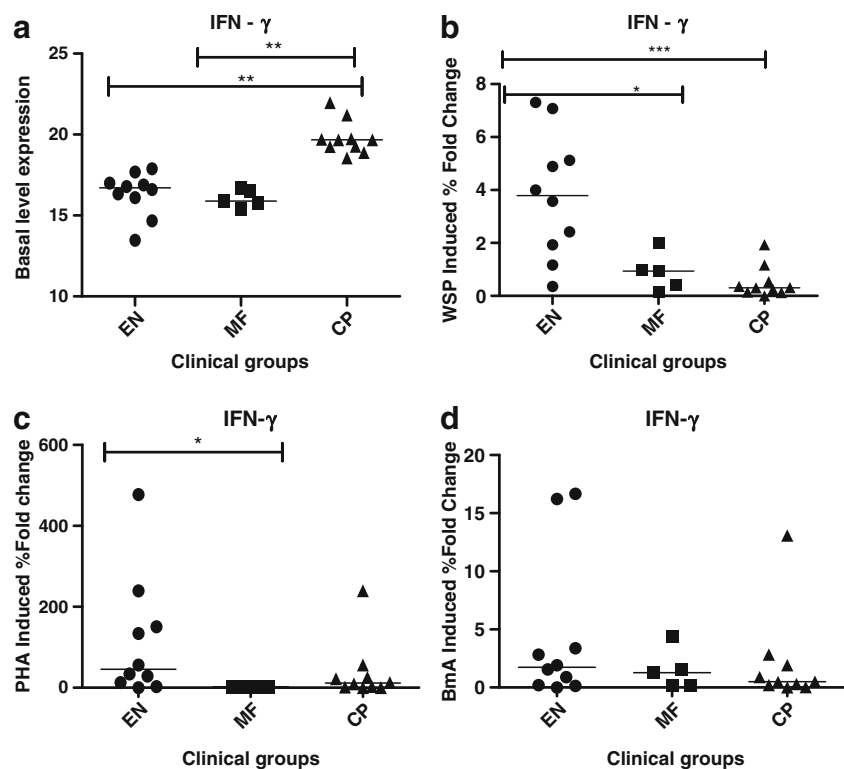 a
IFN - γ
**
**
Basal level expression
25
20
15
10
EN
MF
CP
Clinical groups
b
IFN - γ
***
*
WSP Induced % Fold Change
8
6
4
2
0
EN
MF
CP
Clinical groups
c
IFN-γ
*
PHA Induced %Fold Change
600
400
200
0
EN
MF
CP
Clinical groups
d
IFN-γ
BmA Induced %Fold Change
20
15
10
5
0
EN
MF
CP
Clinical groups